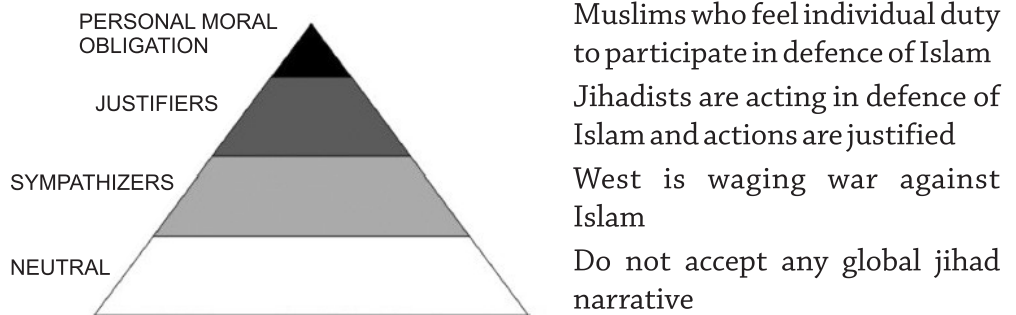 PERSONAL MORAL
OBLIGATION
Muslims who feel individual duty
to participate in defence of Islam
JUSTIFIERS
Jihadists are acting in defence of
Islam and actions are justified
SYMPATHIZERS
West is waging war against
Islam
NEUTRAL
Do not accept any global jihad
narrative